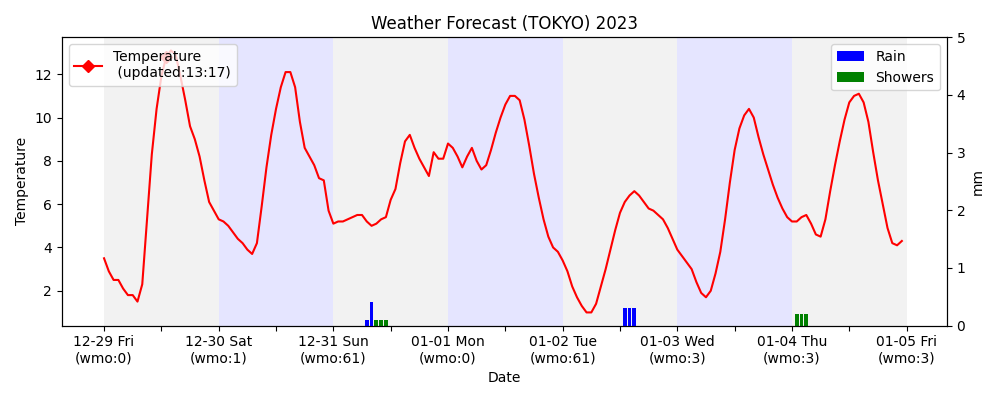 Weather Forecast (TOKYO) 2023
Temperature
(updated:13:17)
Rain
Showers
Temperature
12
10
8
6
4
2
5
4
3
2
1
0
mm
12-29 Fri
(wmo:0)
12-30 Sat
(wmo:1)
12-31 Sun
(wmo:61)
01-01 Mon
(wmo:0)
01-02 Tue
(wmo:61)
01-03 Wed
(wmo:3)
01-04 Thu
(wmo:3)
01-05 Fri
(wmo:3)
Date